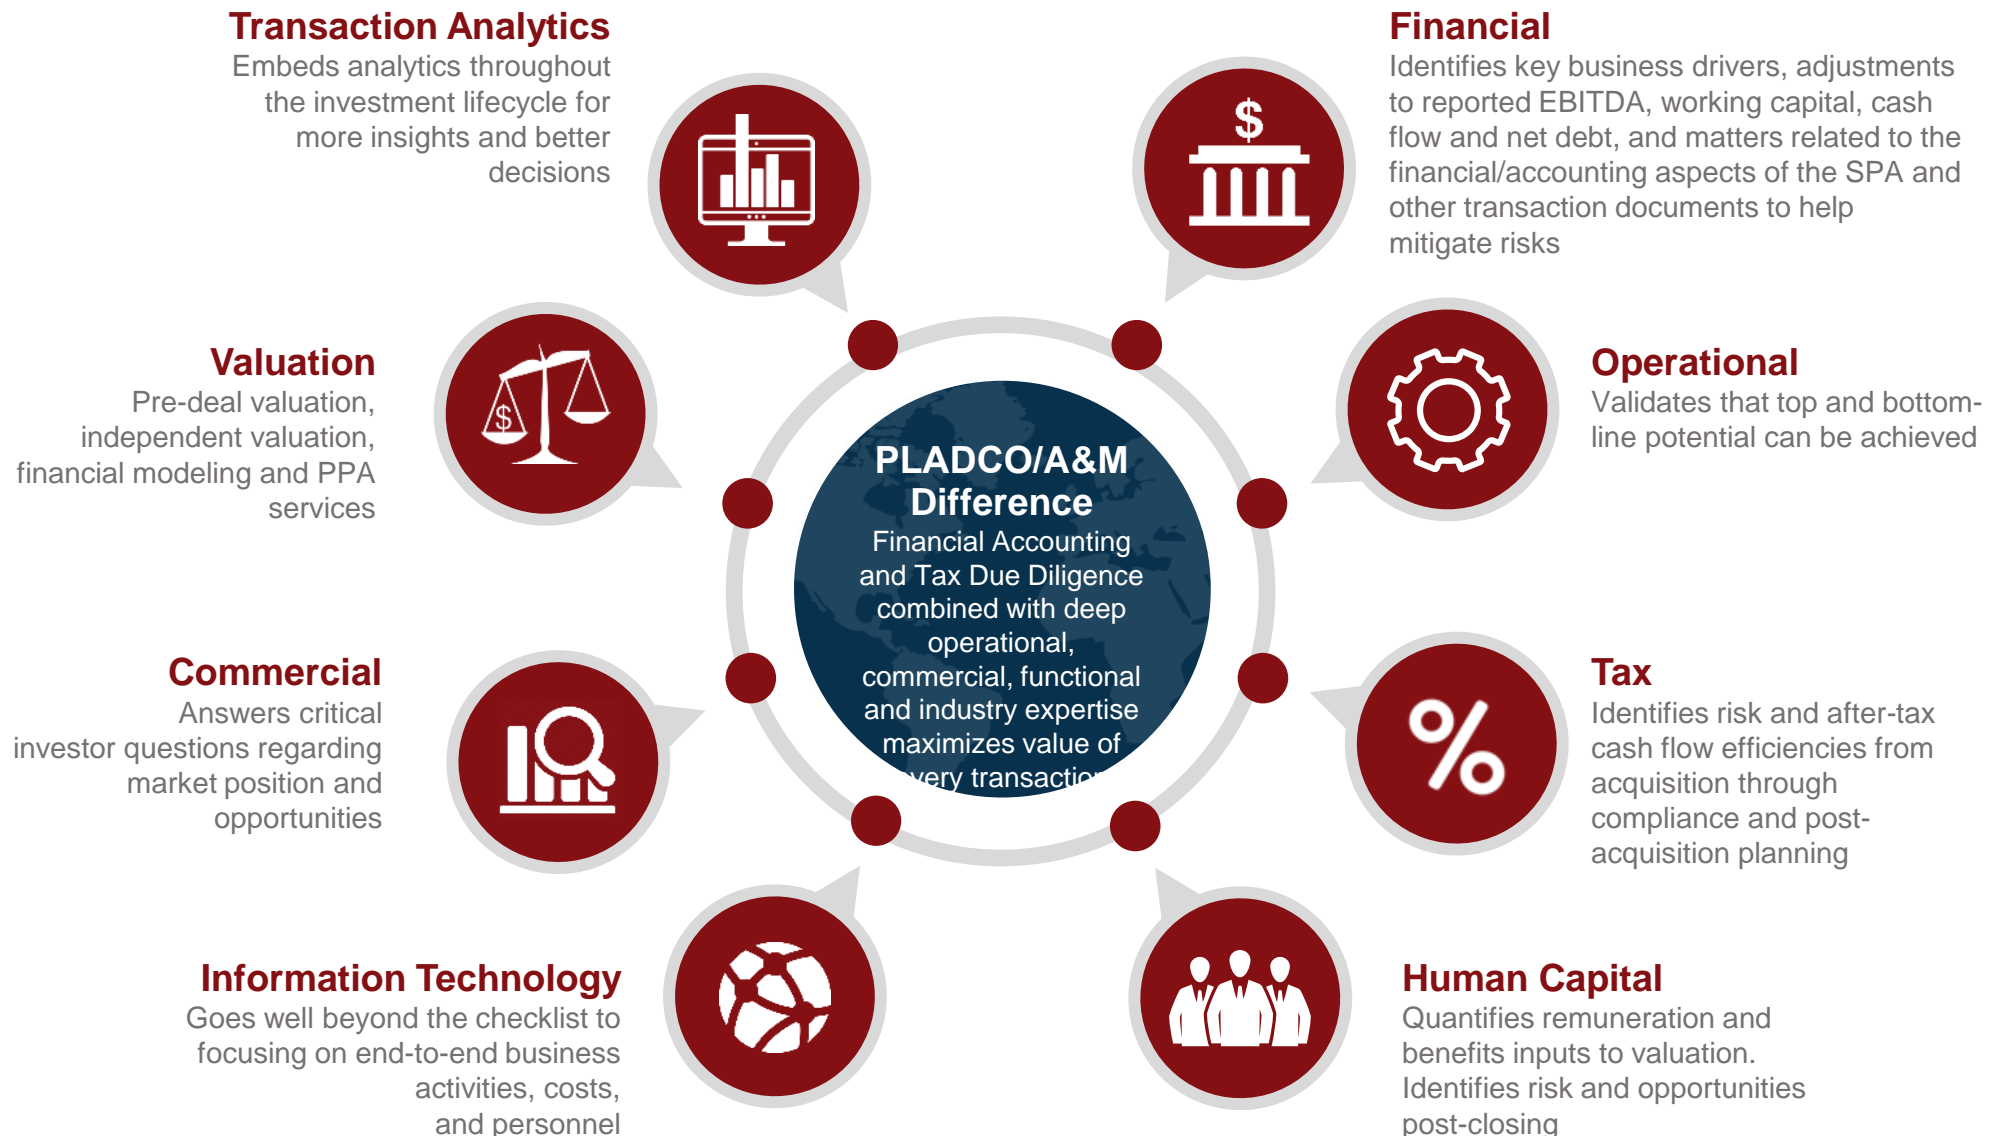 Transaction Analytics
Embeds analytics throughout
the investment lifecycle for
more insights and better
decisions
Financial
Identifies key business drivers, adjustments
to reported EBITDA, working capital, cash
flow and net debt, and matters related to the
financial/accounting aspects of the SPA and
other transaction documents to help
mitigate risks
$
Valuation
Pre-deal valuation,
independent valuation,
financial modeling and PPA
services
$
Operational
Validates that top and bottom-
line potential can be achieved
PLADCO/A&M
Difference
Financial Accounting
and Tax Due Diligence
combined with deep
operational,
commercial, functional
and industry expertise
maximizes value of
every transaction
Commercial
Answers critical
investor questions regarding
market position and
opportunities
Tax
Identifies risk and after-tax
cash flow efficiencies from
acquisition through
compliance and post-
acquisition planning
%
Information Technology
Goes well beyond the checklist to
focusing on end-to-end business
activities, costs,
and personnel
Human Capital
Quantifies remuneration and
benefits inputs to valuation.
Identifies risk and opportunities
post-closing